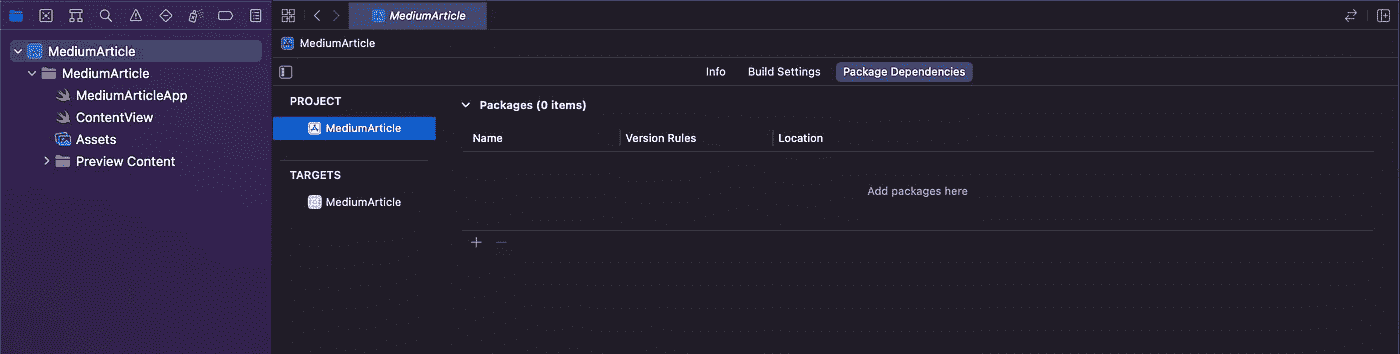 MediumArticle
MediumArticle
MediumArticleApp
ContentView
Assets
Preview Content
MediumArticle
MediumArticle
Info Build Settings Package Dependencies
PROJECT
MediumArticle
TARGETS
MediumArticle
Packages (0 items)
Name Version Rules Location
Add packages here